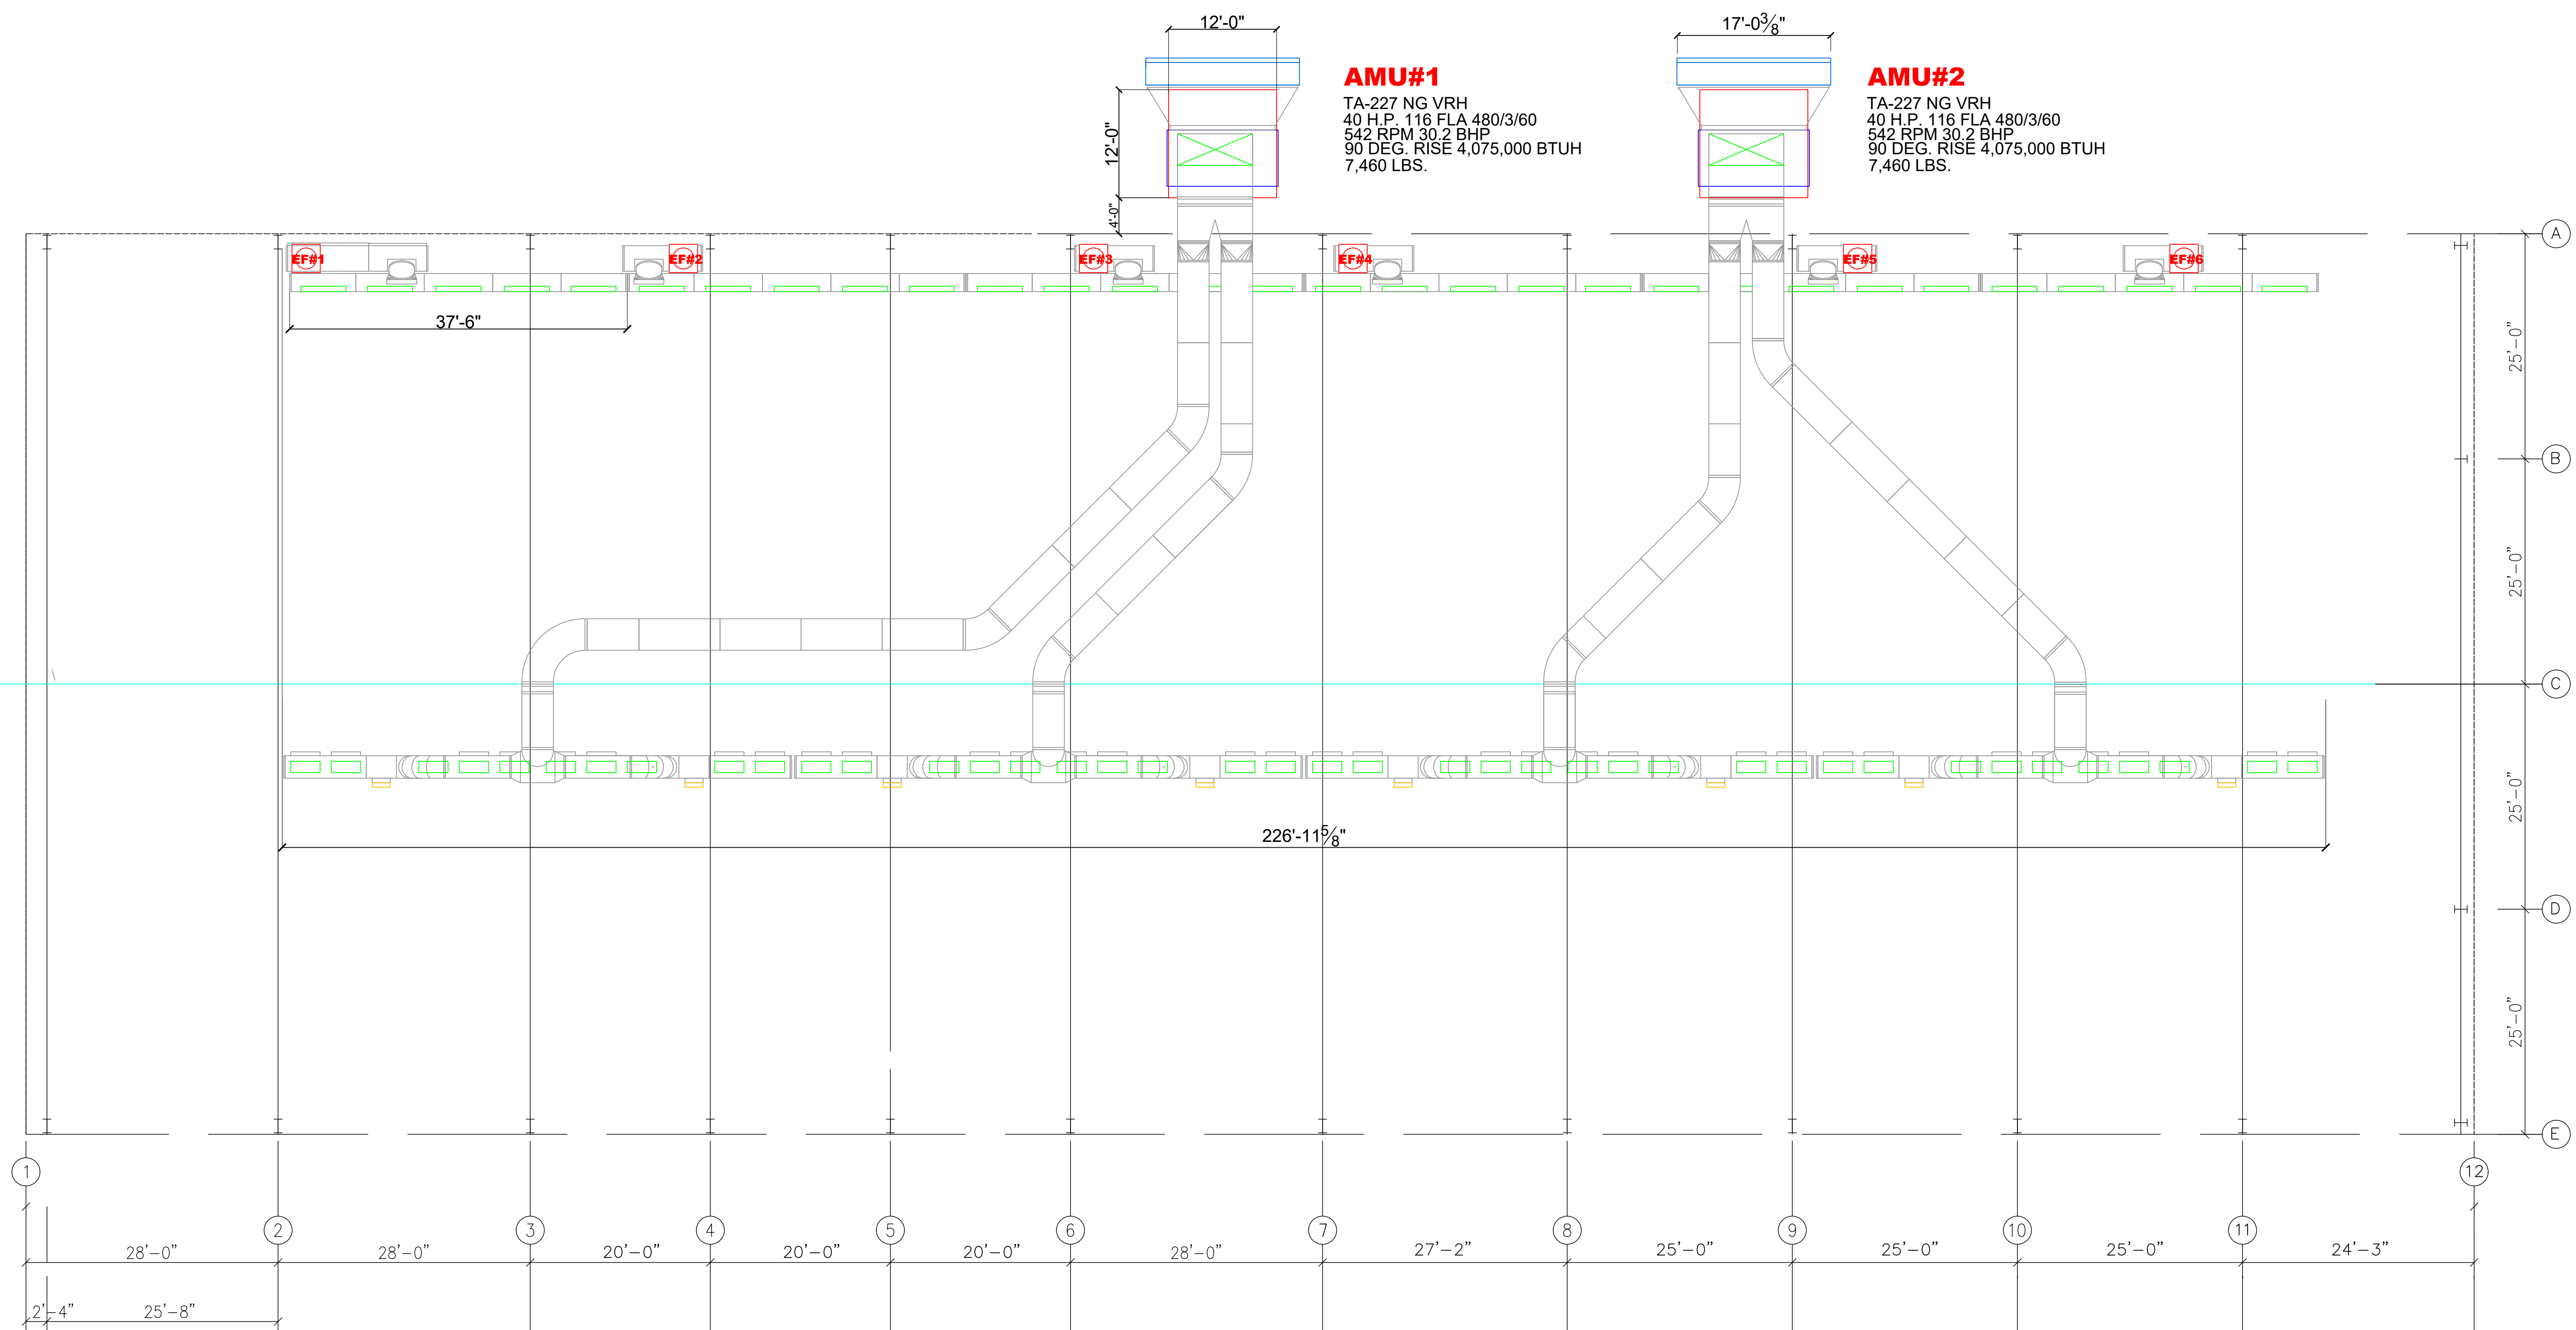 12'-0"
17'-0 3/8"
AMU#1
TA-227 NG VRH
40 H.P. 116 FLA 480/3/60
542 RPM 30.2 BHP
90 DEG. RISE 4,075,000 BTUH
7,460 LBS.
AMU#2
TA-227 NG VRH
40 H.P. 116 FLA 480/3/60
542 RPM 30.2 BHP
90 DEG. RISE 4,075,000 BTUH
7,460 LBS.
12'-0"
4'-0"
A
EF#1
EF#2
EF#3
EF#4
EF#5
EF#6
37'-6"
25'-0"
B
25'-0"
C
25'-0"
226'-11 5/8"
D
25'-0"
E
1
12
2
3
4
5
6
7
8
9
10
11
28'-0"
28'-0"
20'-0"
20'-0"
20'-0"
28'-0"
27'-2"
25'-0"
25'-0"
25'-0"
24'-3"
2'-4"
25'-8"